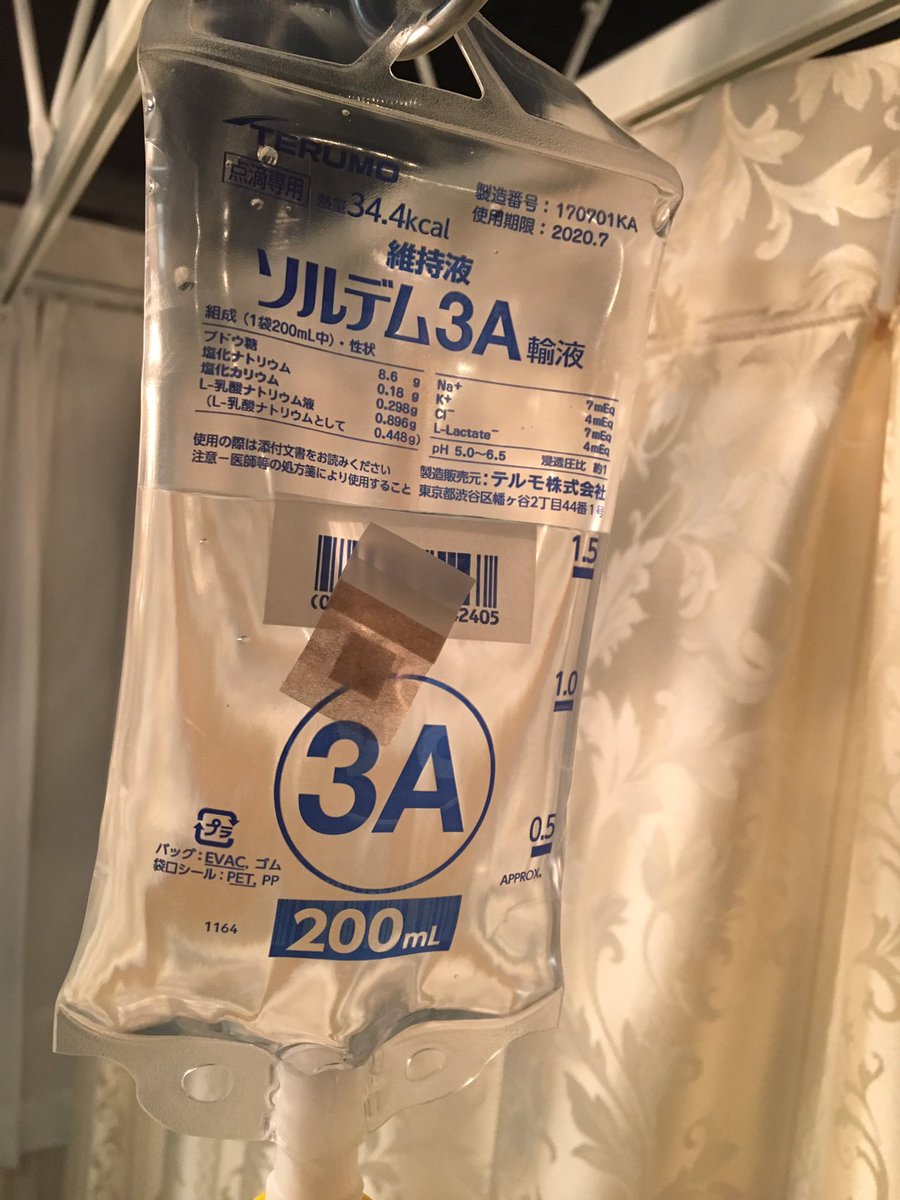 TERUMO
点滴専用
熱量34.4kcal
製造番号:170701KA
使用期限:2020.7
維持液
ソルデム3A輸液
組成(1袋200mL中)・性状
ブドウ糖 8.6 g
塩化ナトリウム 0.18 g
塩化カリウム 0.298g
L-乳酸ナトリウム液 0.896g
(L-乳酸ナトリウムとして 0.448g)
Na⁺ 7mEq
K⁺ 4mEq
Cl⁻ 7mEq
L-Lactate⁻ 4mEq
pH 5.0〜6.5 浸透圧比 約1
使用の際は添付文書をお読みください
注意-医師等の処方箋により使用すること
製造販売元:テルモ株式会社
東京都渋谷区幡ヶ谷2丁目44番1号
1.5
2405
1.0
3A
0.5
APPROX.
プラ
バッグ:EVAC, ゴム
袋口シール:PET, PP
1164
200mL